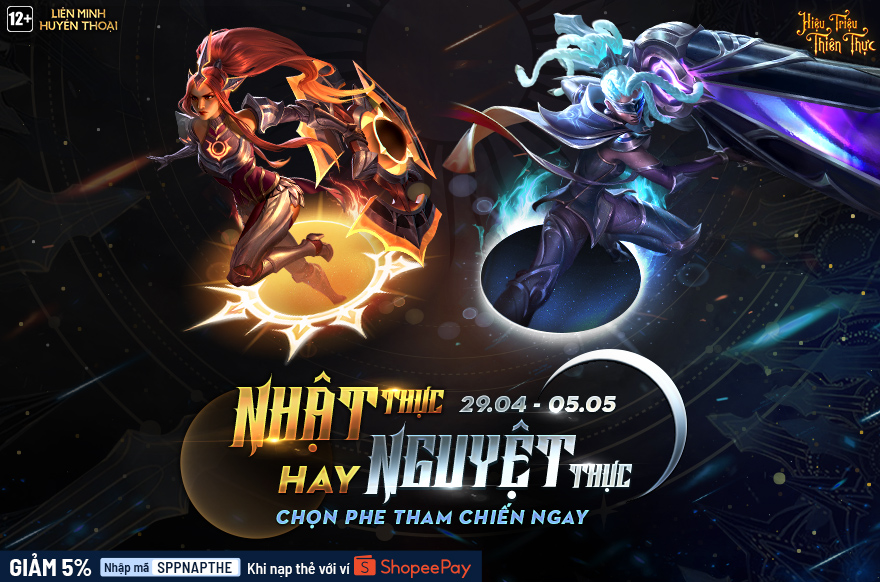 12+
LIÊN MINH
HUYỀN THOẠI
Hiệu Triệu
Thiên Thực
NHẬT THỰC 29.04 - 05.05
HAY NGUYỆT THỰC
CHỌN PHE THAM CHIẾN NGAY
GIẢM 5% Nhập mã SPPNAPTHE Khi nạp thẻ với ví S ShopeePay